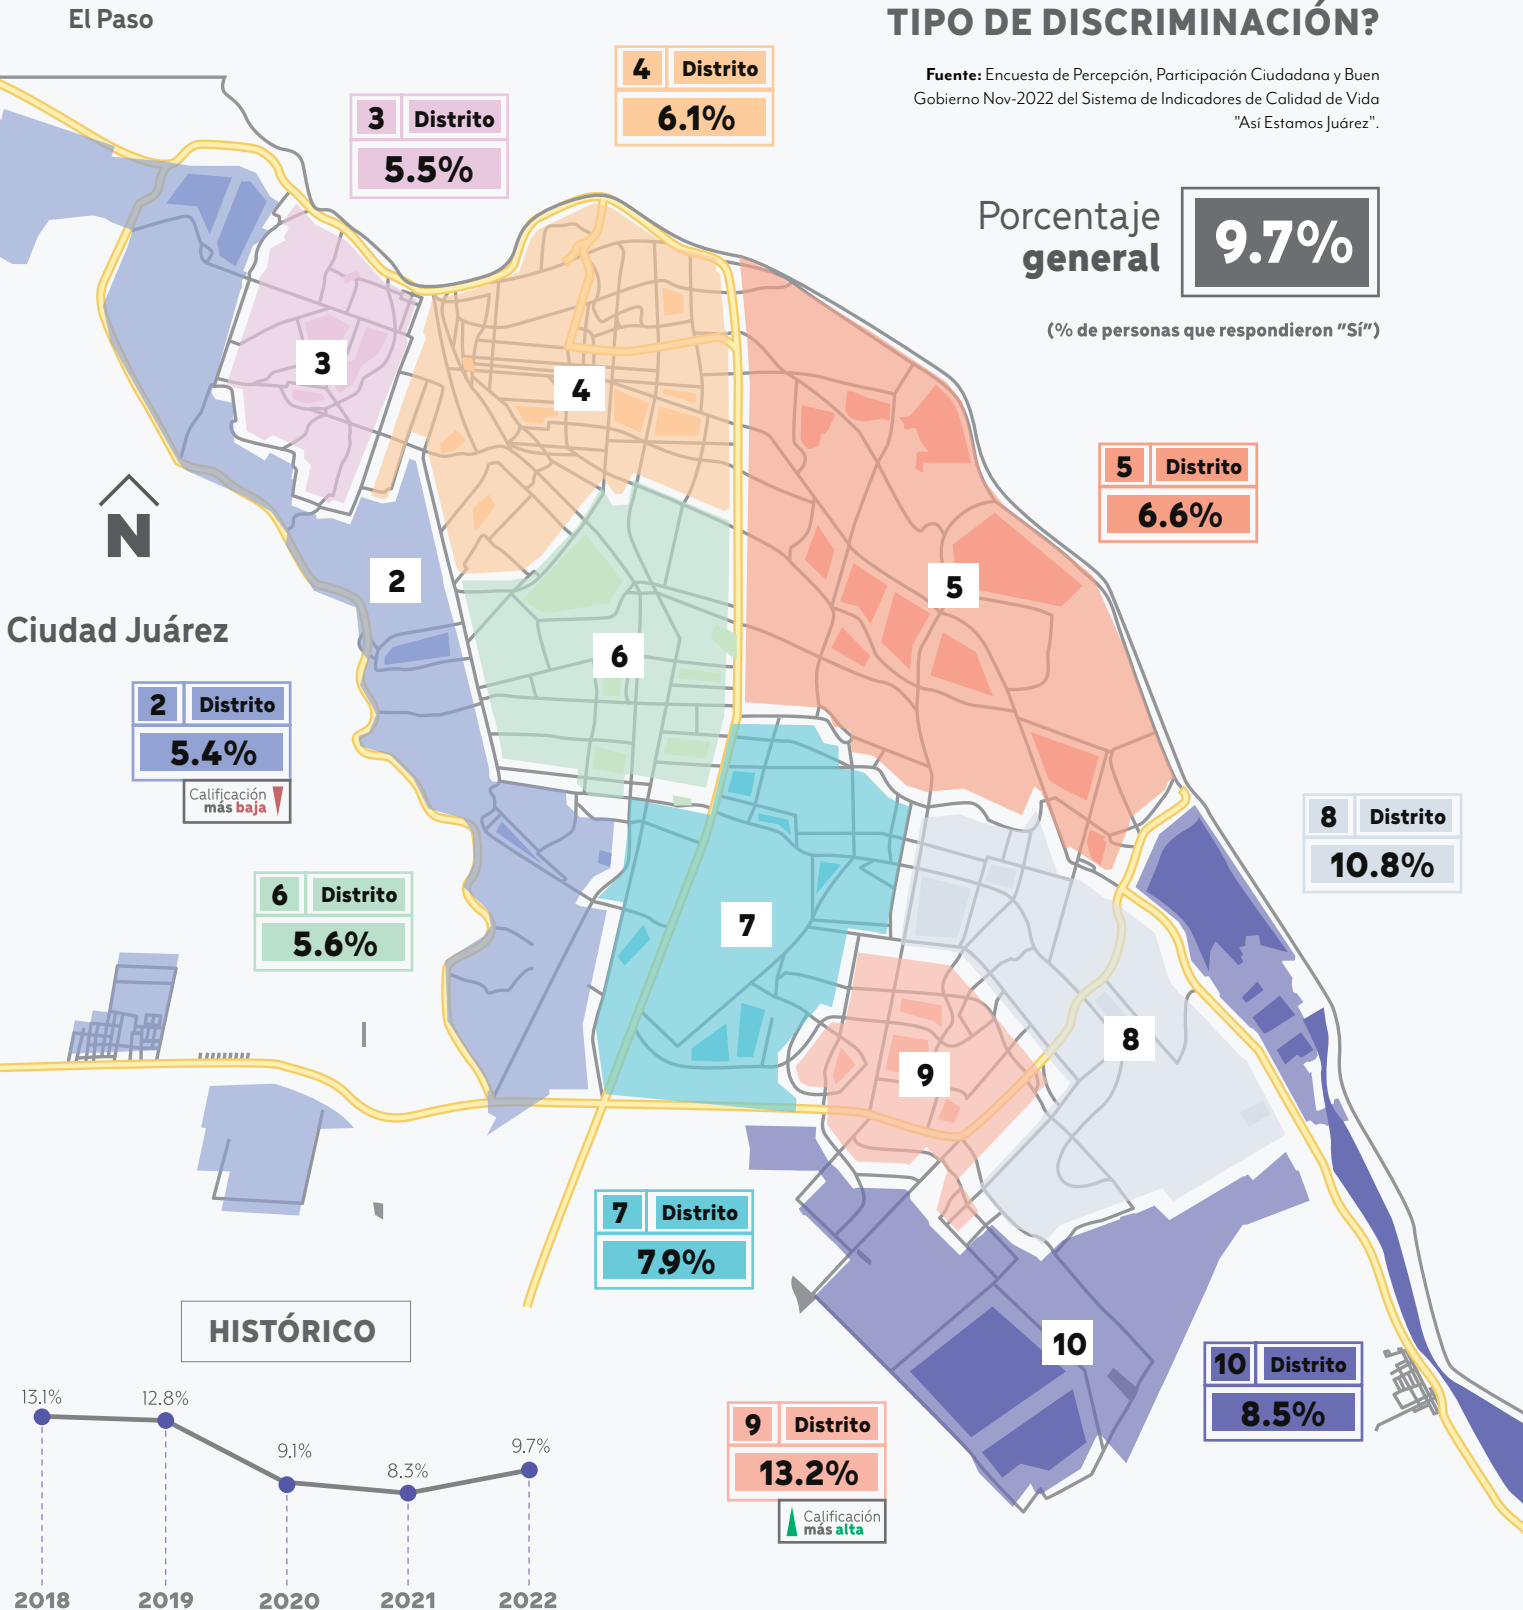 El Paso
TIPO DE DISCRIMINACIÓN?
Fuente: Encuesta de Percepción, Participación Ciudadana y Buen
Gobierno Nov-2022 del Sistema de Indicadores de Calidad de Vida
"Así Estamos Juárez".
4 Distrito
6.1%
3 Distrito
5.5%
Porcentaje
general
9.7%
(% de personas que respondieron "Sí")
3
4
5 Distrito
6.6%
N
2
5
Ciudad Juárez
6
2 Distrito
5.4%
Calificación
más baja
8 Distrito
10.8%
6 Distrito
5.6%
7
8
9
7 Distrito
7.9%
HISTÓRICO
10
10 Distrito
8.5%
9 Distrito
13.2%
Calificación
más alta
13.1%
12.8%
9.1%
8.3%
9.7%
2018
2019
2020
2021
2022